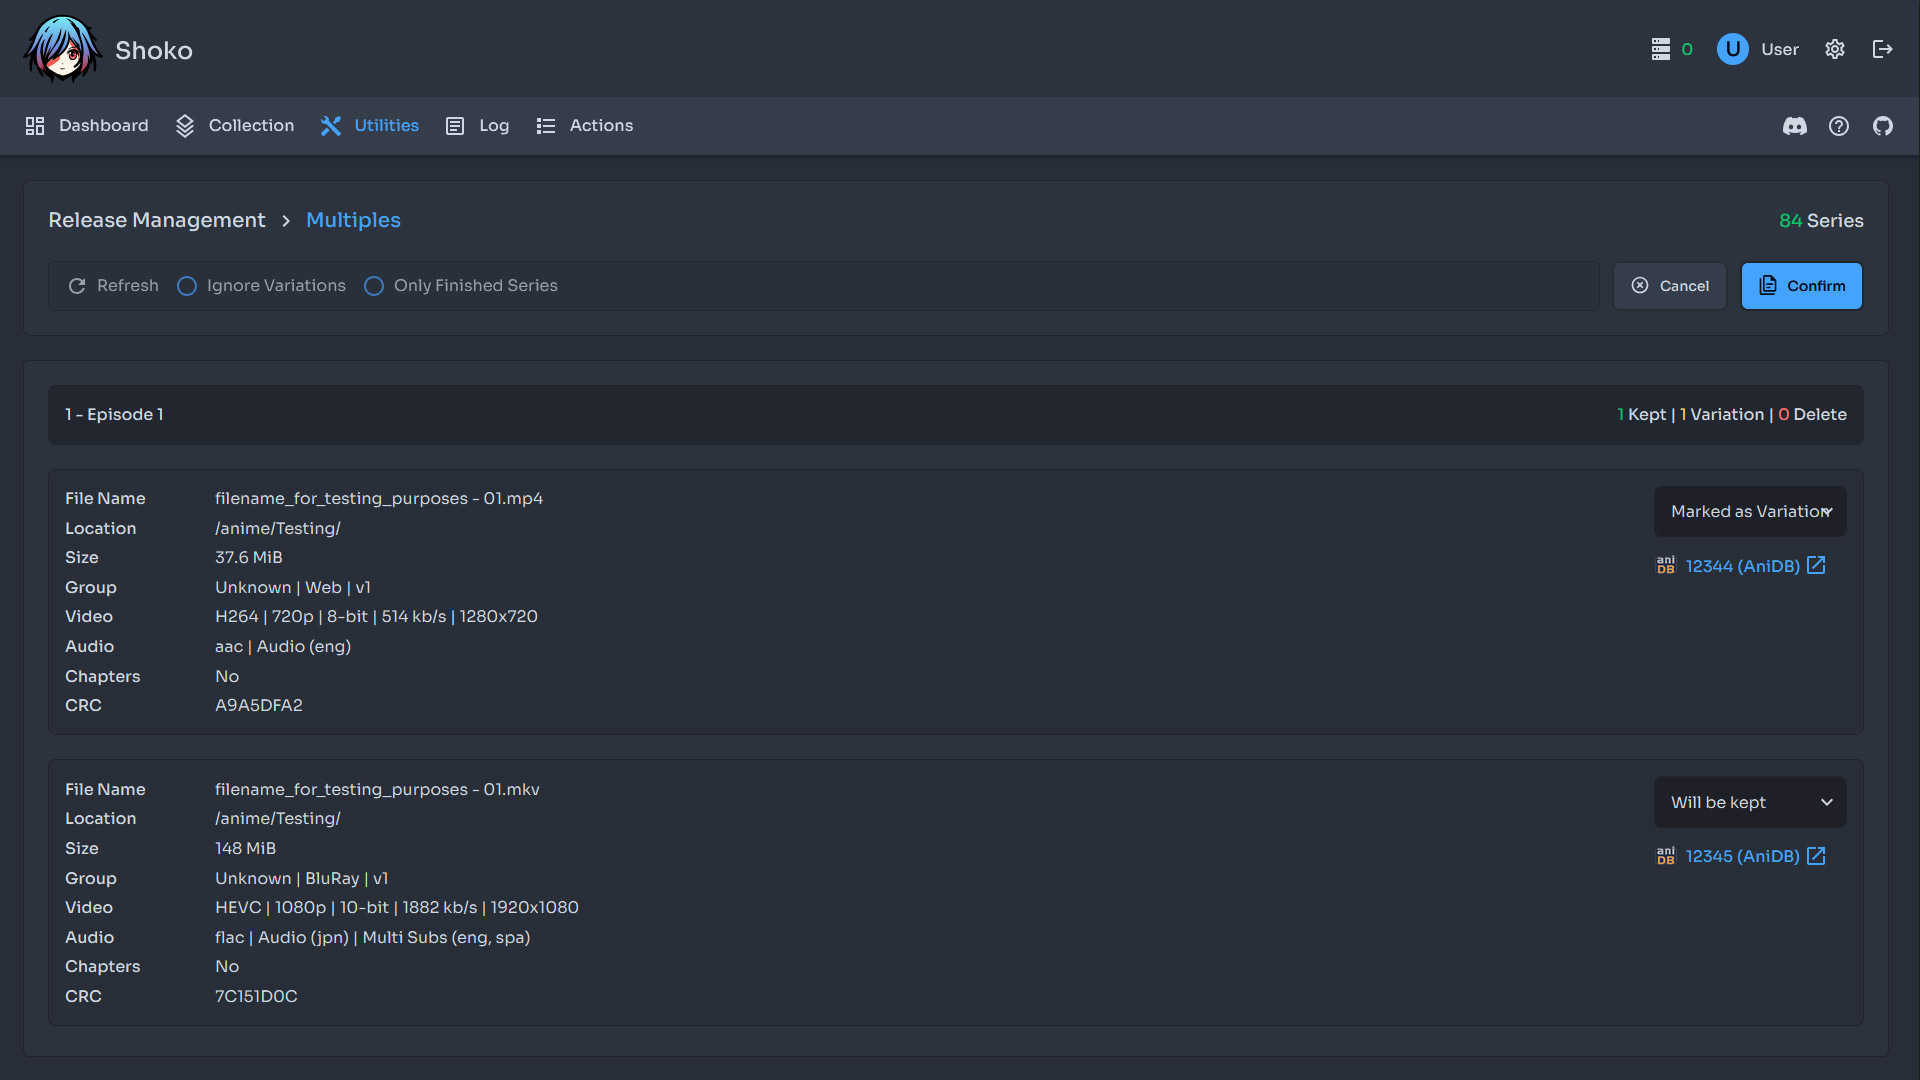 Shoko
0
U User
Dashboard Collection Utilities Log Actions
Release Management > Multiples
84 Series
Refresh Ignore Variations Only Finished Series
Cancel Confirm
1 - Episode 1
1 Kept | 1 Variation | 0 Delete
File Name filename_for_testing_purposes - 01.mp4
Marked as Variation
Location /anime/Testing/
Size 37.6 MiB
aniDB 12344 (AniDB)
Group Unknown | Web | v1
Video H264 | 720p | 8-bit | 514 kb/s | 1280x720
Audio aac | Audio (eng)
Chapters No
CRC A9A5DFA2
File Name filename_for_testing_purposes - 01.mkv
Will be kept
Location /anime/Testing/
Size 148 MiB
aniDB 12345 (AniDB)
Group Unknown | BluRay | v1
Video HEVC | 1080p | 10-bit | 1882 kb/s | 1920x1080
Audio flac | Audio (jpn) | Multi Subs (eng, spa)
Chapters No
CRC 7C151D0C